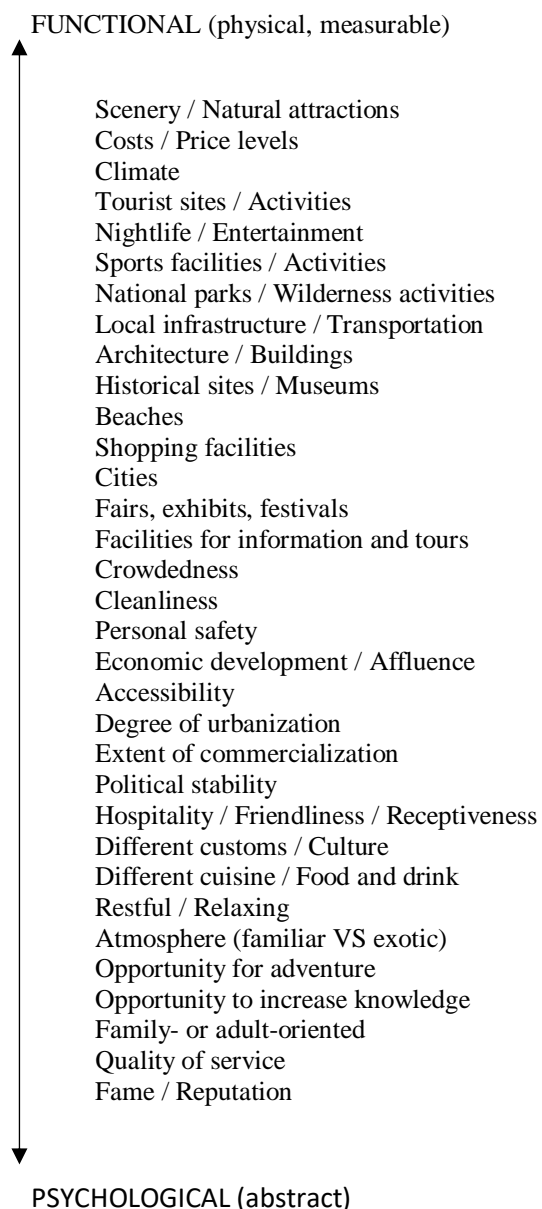 FUNCTIONAL (physical, measurable)
Scenery / Natural attractions
Costs / Price levels
Climate
Tourist sites / Activities
Nightlife / Entertainment
Sports facilities / Activities
National parks / Wilderness activities
Local infrastructure / Transportation
Architecture / Buildings
Historical sites / Museums
Beaches
Shopping facilities
Cities
Fairs, exhibits, festivals
Facilities for information and tours
Crowdedness
Cleanliness
Personal safety
Economic development / Affluence
Accessibility
Degree of urbanization
Extent of commercialization
Political stability
Hospitality / Friendliness / Receptiveness
Different customs / Culture
Different cuisine / Food and drink
Restful / Relaxing
Atmosphere (familiar VS exotic)
Opportunity for adventure
Opportunity to increase knowledge
Family- or adult-oriented
Quality of service
Fame / Reputation
PSYCHOLOGICAL (abstract)